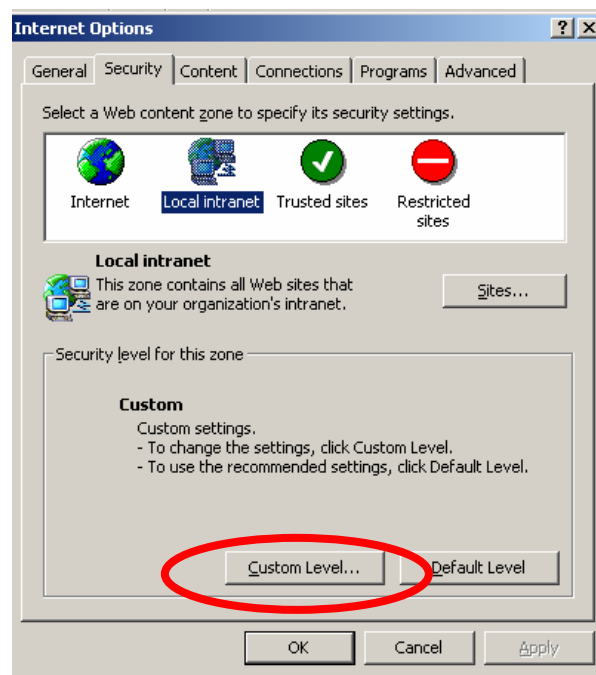 Internet Options
? X
General Security Content Connections Programs Advanced
Select a Web content zone to specify its security settings.
Internet Local intranet Trusted sites Restricted
sites
Local intranet
This zone contains all Web sites that
are on your organization's intranet.
Sites...
Security level for this zone
Custom
Custom settings.
- To change the settings, click Custom Level.
- To use the recommended settings, click Default Level.
Custom Level... Default Level
OK Cancel Apply